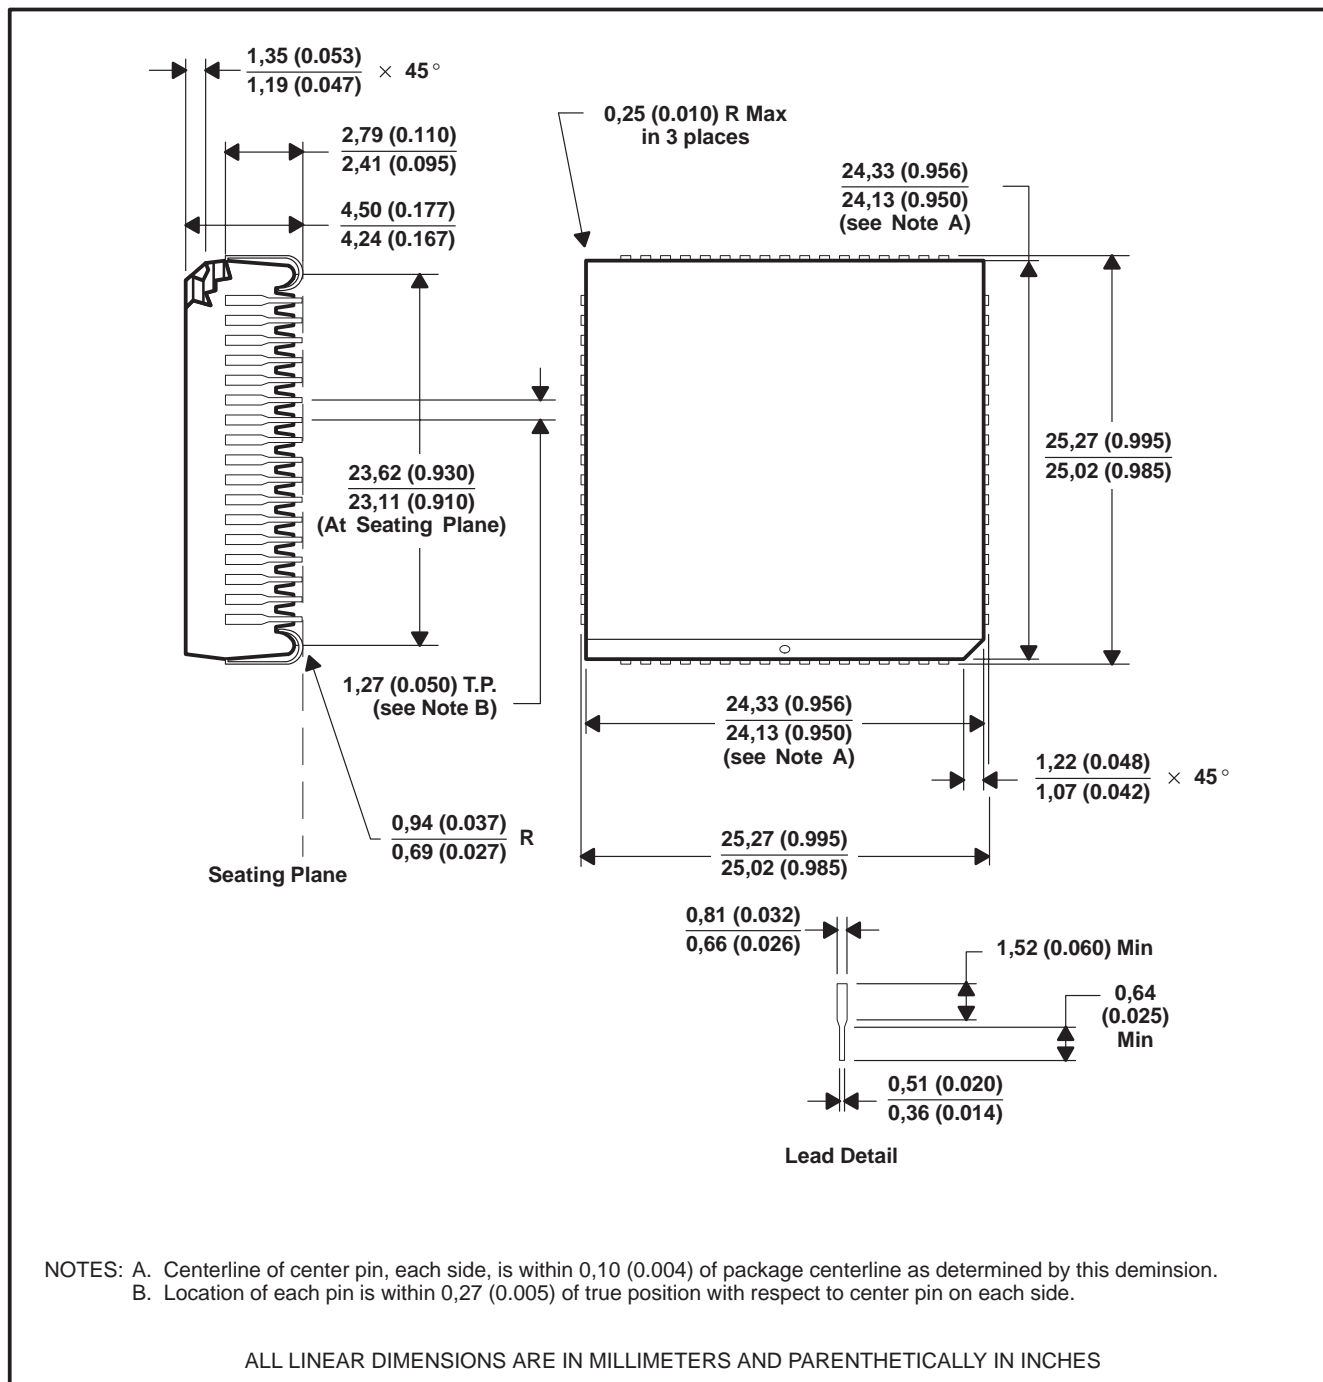 1,35 (0.053)
1,19 (0.047)
× 45°
0,25 (0.010) R Max
in 3 places
2,79 (0.110)
2,41 (0.095)
24,33 (0.956)
24,13 (0.950)
(see Note A)
4,50 (0.177)
4,24 (0.167)
25,27 (0.995)
25,02 (0.985)
23,62 (0.930)
23,11 (0.910)
(At Seating Plane)
1,27 (0.050) T.P.
(see Note B)
24,33 (0.956)
24,13 (0.950)
(see Note A)
1,22 (0.048)
1,07 (0.042)
× 45°
0,94 (0.037)
0,69 (0.027)
R
25,27 (0.995)
25,02 (0.985)
Seating Plane
0,81 (0.032)
0,66 (0.026)
1,52 (0.060) Min
0,64
(0.025)
Min
0,51 (0.020)
0,36 (0.014)
Lead Detail
NOTES: A. Centerline of center pin, each side, is within 0,10 (0.004) of package centerline as determined by this deminsion.
B. Location of each pin is within 0,27 (0.005) of true position with respect to center pin on each side.
ALL LINEAR DIMENSIONS ARE IN MILLIMETERS AND PARENTHETICALLY IN INCHES